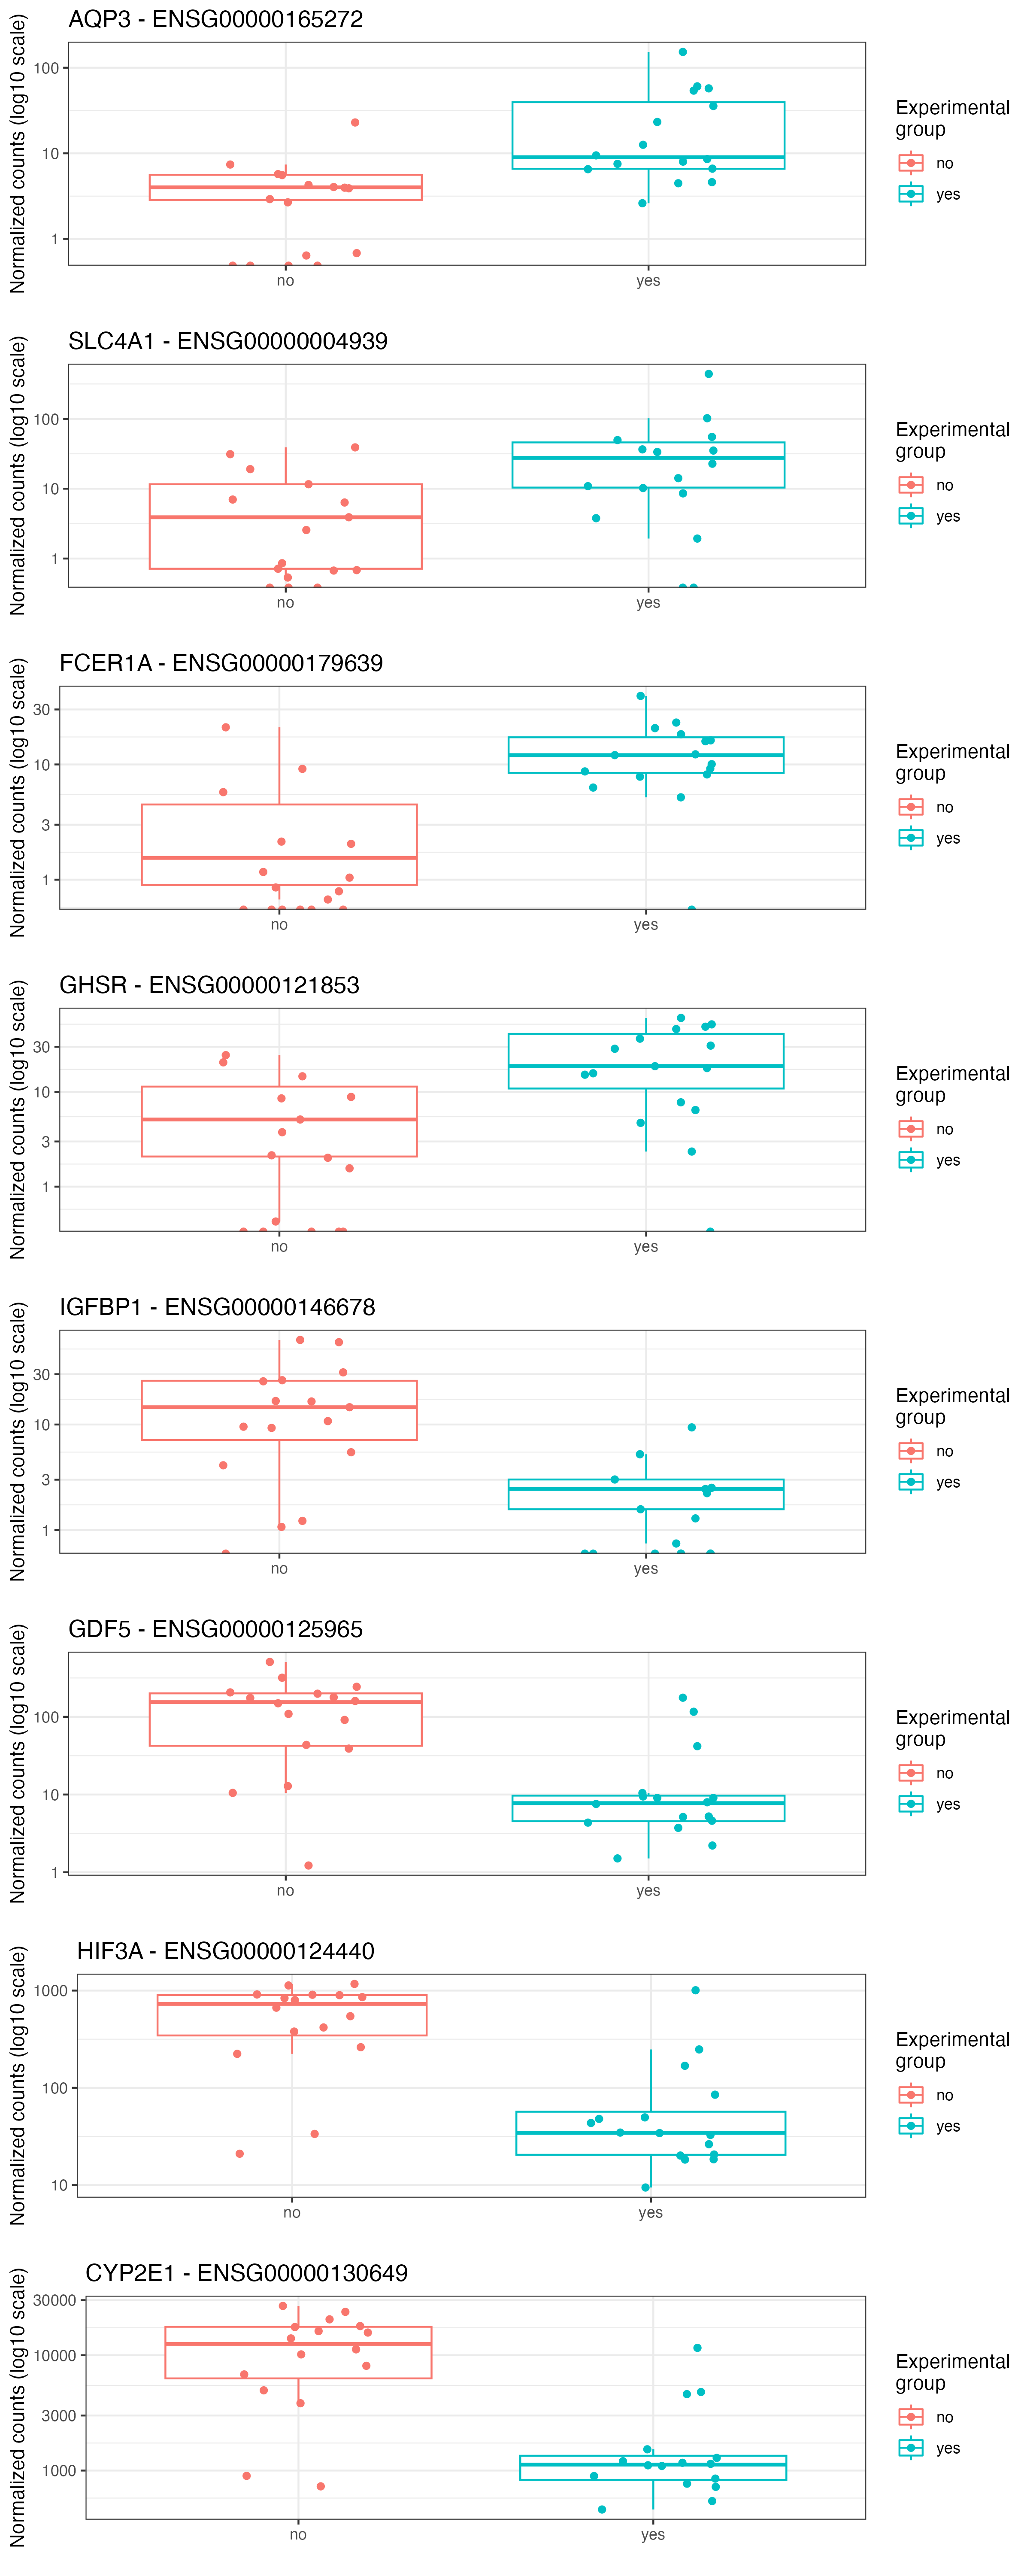 AQP3 - ENSG00000165272
Normalized counts (log10 scale)
100
10
1
no
yes
Experimental
group
no
yes
SLC4A1 - ENSG00000004939
Normalized counts (log10 scale)
100
10
1
no
yes
Experimental
group
no
yes
FCER1A - ENSG00000179639
Normalized counts (log10 scale)
30
10
3
1
no
yes
Experimental
group
no
yes
GHSR - ENSG00000121853
Normalized counts (log10 scale)
30
10
3
1
no
yes
Experimental
group
no
yes
IGFBP1 - ENSG00000146678
Normalized counts (log10 scale)
30
10
3
1
no
yes
Experimental
group
no
yes
GDF5 - ENSG00000125965
Normalized counts (log10 scale)
100
10
1
no
yes
Experimental
group
no
yes
HIF3A - ENSG00000124440
Normalized counts (log10 scale)
1000
100
10
no
yes
Experimental
group
no
yes
CYP2E1 - ENSG00000130649
Normalized counts (log10 scale)
30000
10000
3000
1000
no
yes
Experimental
group
no
yes